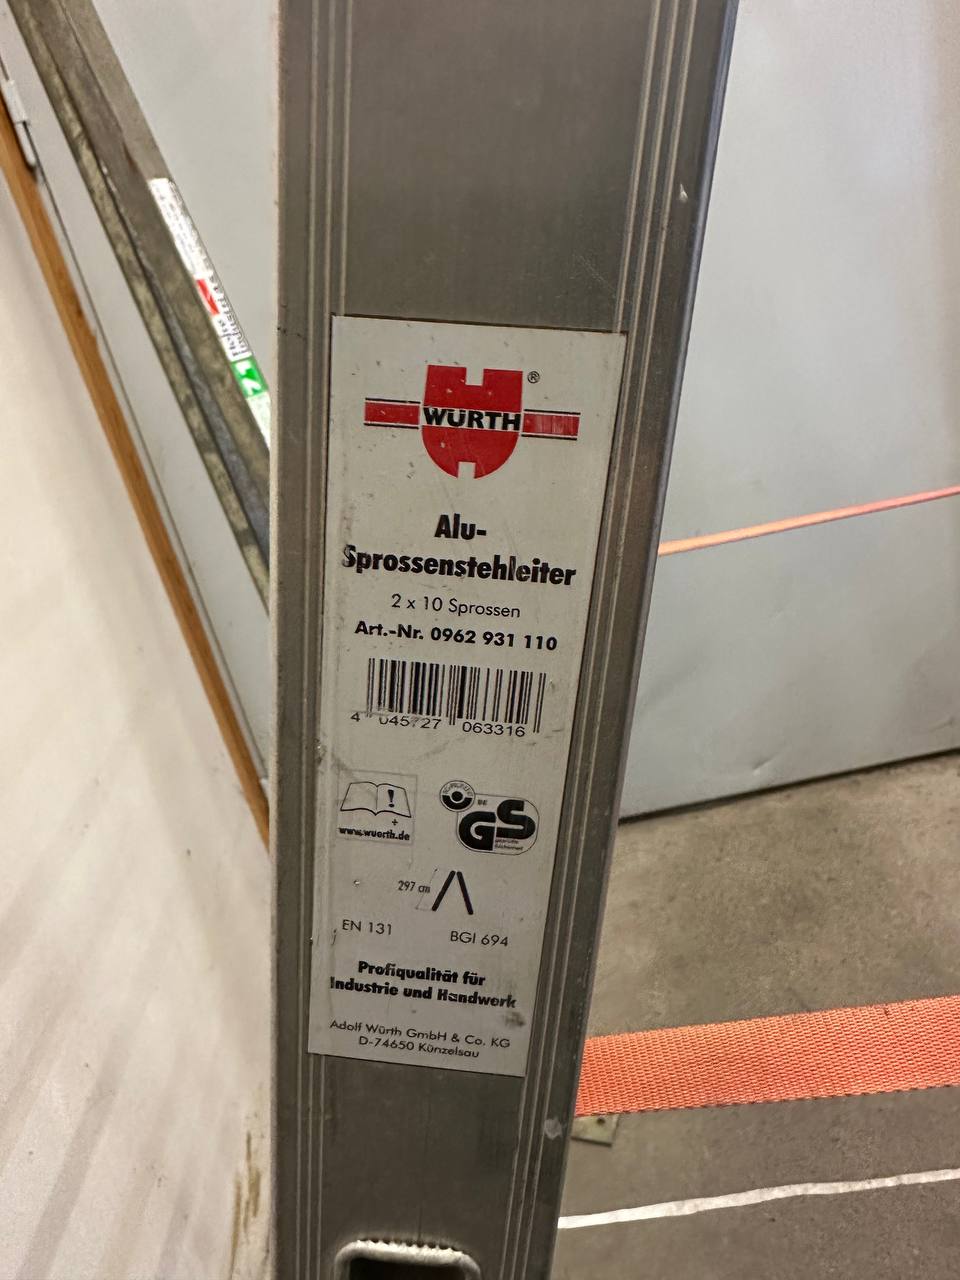 WÜRTH ®
Alu-
Sprossenstehleiter
2 x 10 Sprossen
Art.-Nr. 0962 931 110
4 045727 063316
www.wuerth.de
GS
297 cm
EN 131
BGI 694
Profiqualität für
Industrie und Handwerk
Adolf Würth GmbH & Co. KG
D-74650 Künzelsau